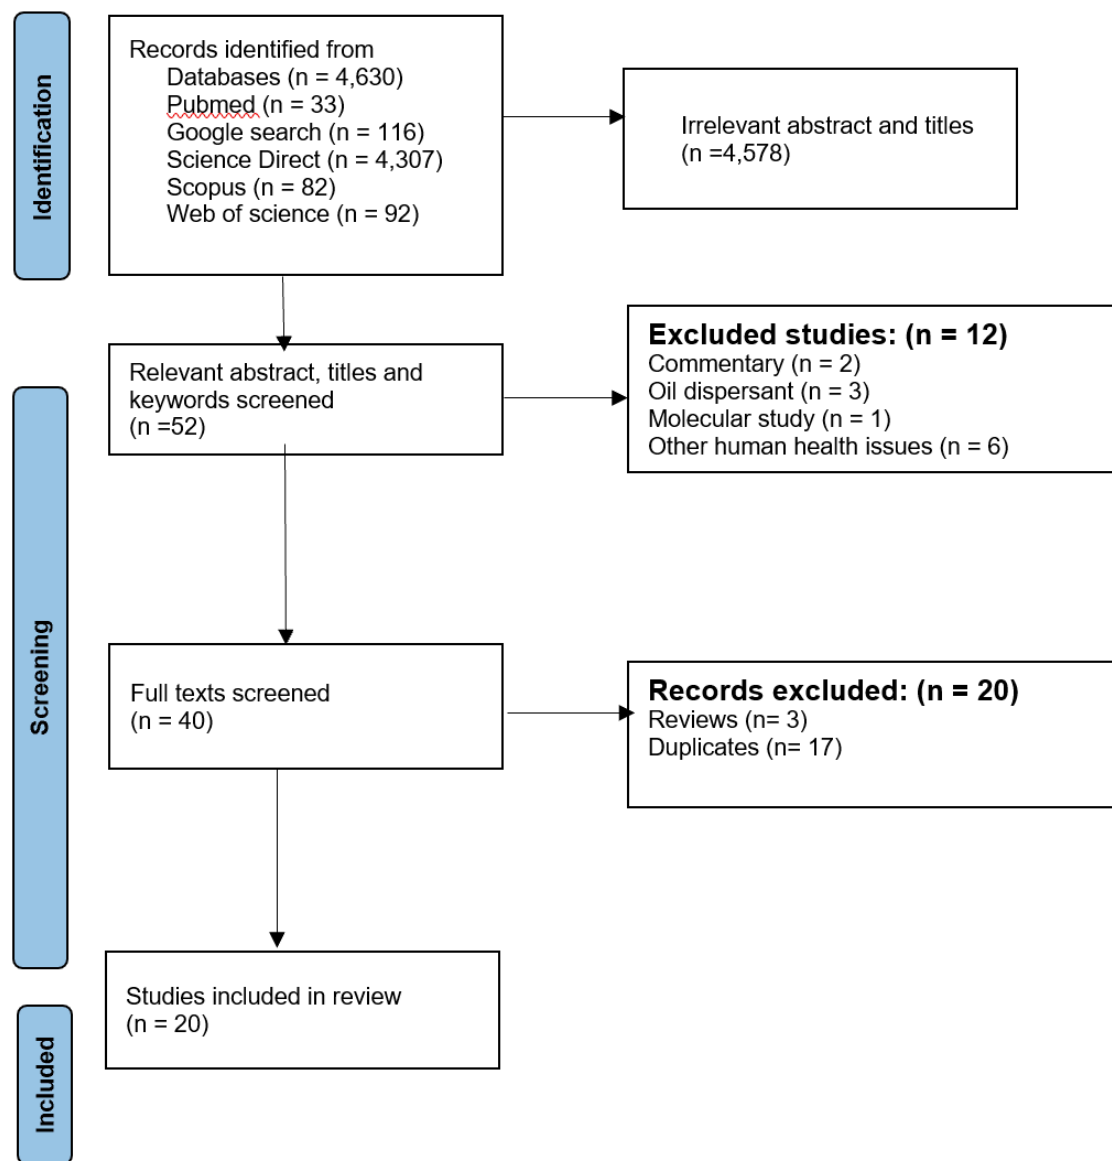 Identification
Records identified from
Databases (n = 4,630)
Pubmed (n = 33)
Google search (n = 116)
Science Direct (n = 4,307)
Scopus (n = 82)
Web of science (n = 92)
Irrelevant abstract and titles
(n =4,578)
Screening
Relevant abstract, titles and
keywords screened
(n =52)
Excluded studies: (n = 12)
Commentary (n = 2)
Oil dispersant (n = 3)
Molecular study (n = 1)
Other human health issues (n = 6)
Full texts screened
(n = 40)
Records excluded: (n = 20)
Reviews (n= 3)
Duplicates (n= 17)
Included
Studies included in review
(n = 20)